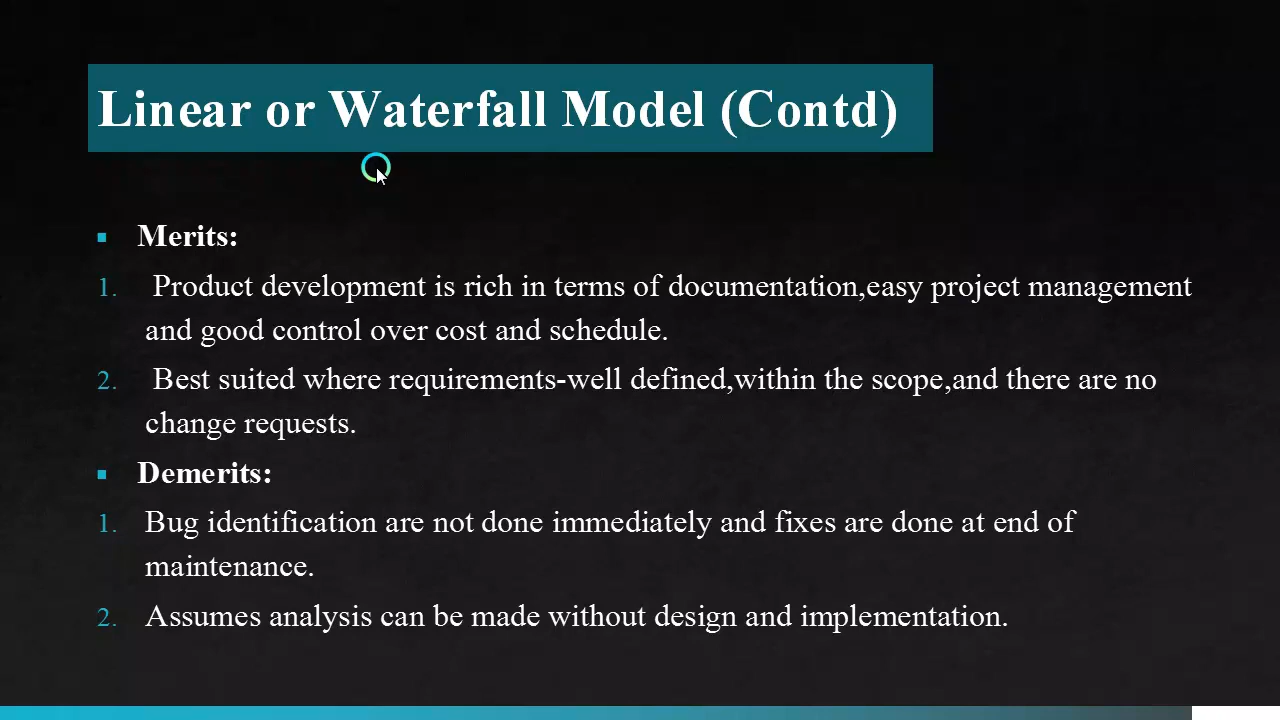 Linear or Waterfall Model (Contd)
▪ Merits:
1. Product development is rich in terms of documentation,easy project management
and good control over cost and schedule.
2. Best suited where requirements-well defined,within the scope,and there are no
change requests.
▪ Demerits:
1. Bug identification are not done immediately and fixes are done at end of
maintenance.
2. Assumes analysis can be made without design and implementation.